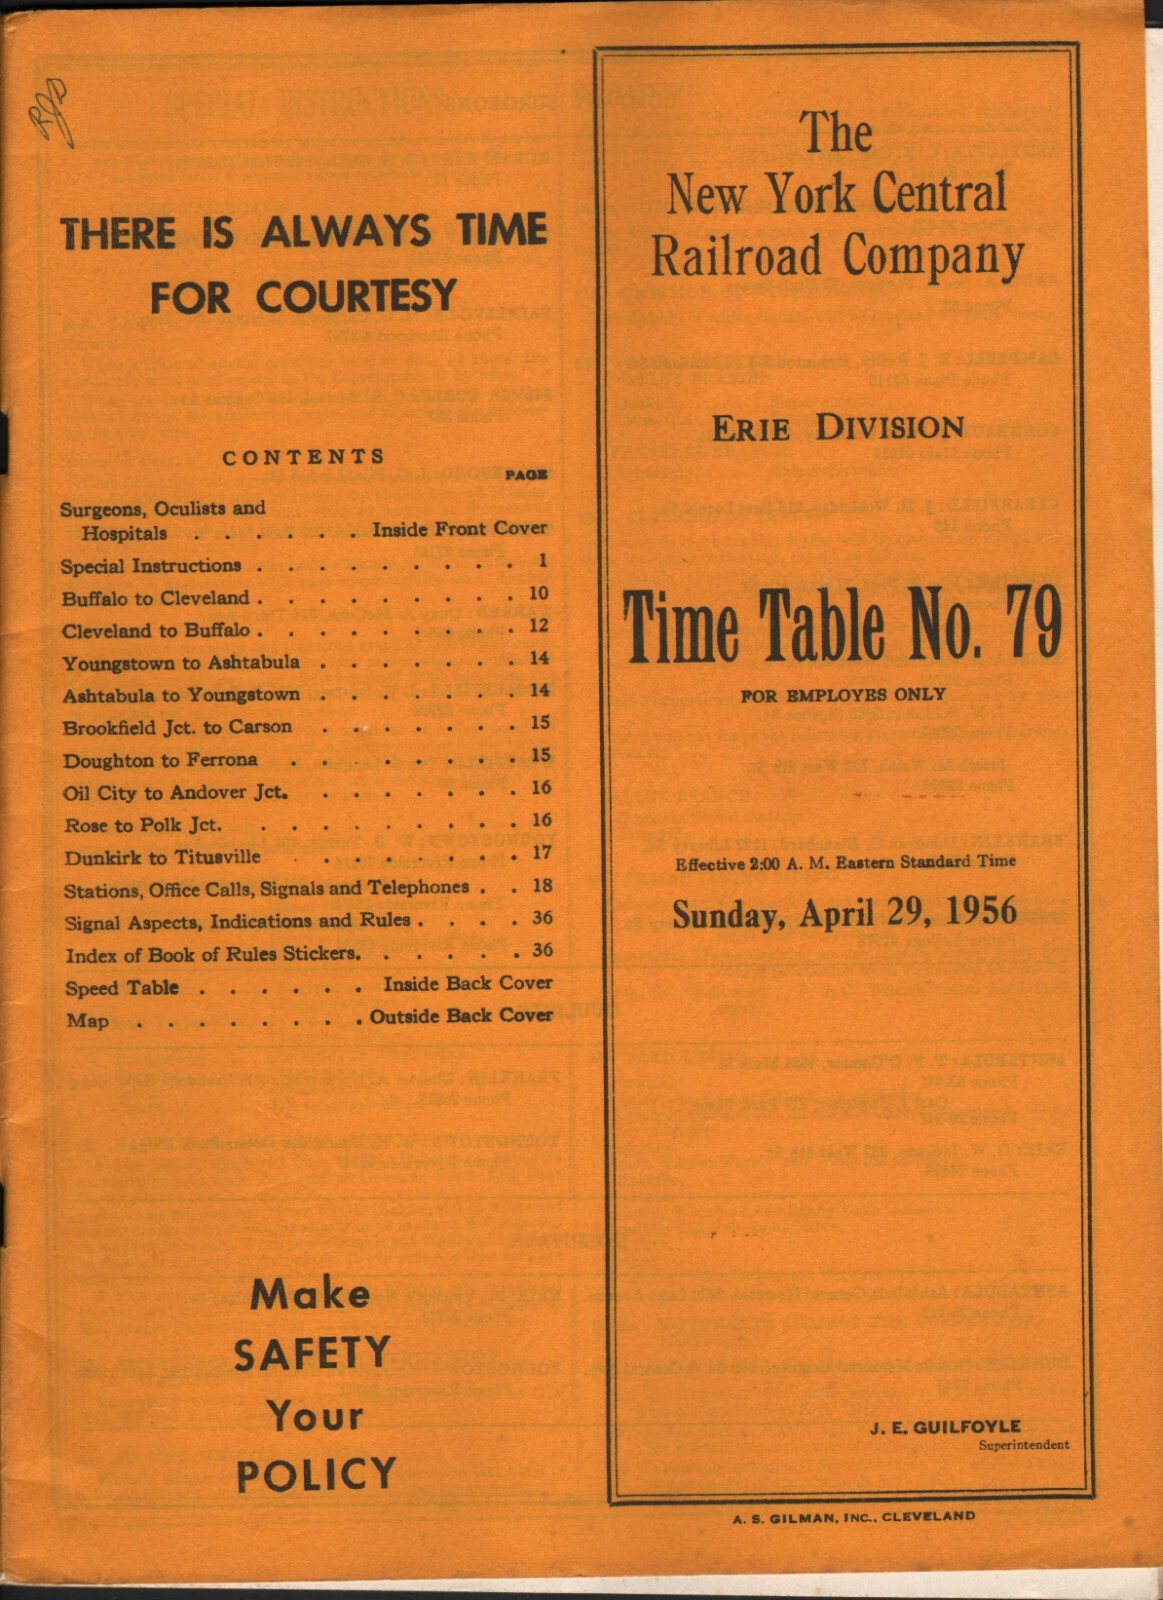 RJD
THERE IS ALWAYS TIME
FOR COURTESY
CONTENTS
PAGE
Surgeons, Oculists and
Hospitals . . . . . . Inside Front Cover
Special Instructions . . . . . . . . . 1
Buffalo to Cleveland . . . . . . . . . 10
Cleveland to Buffalo . . . . . . . . . 12
Youngstown to Ashtabula . . . . . . . 14
Ashtabula to Youngstown . . . . . . . 14
Brookfield Jct. to Carson . . . . . . . 15
Doughton to Ferrona . . . . . . . . 15
Oil City to Andover Jct. . . . . . . . 16
Rose to Polk Jct. . . . . . . . . . 16
Dunkirk to Titusville . . . . . . . . 17
Stations, Office Calls, Signals and Telephones . . 18
Signal Aspects, Indications and Rules . . . . 36
Index of Book of Rules Stickers. . . . . . 36
Speed Table . . . . . . Inside Back Cover
Map . . . . . . . . Outside Back Cover
Make
SAFETY
Your
POLICY
The
New York Central
Railroad Company
ERIE DIVISION
Time Table No. 79
FOR EMPLOYES ONLY
Effective 2:00 A. M. Eastern Standard Time
Sunday, April 29, 1956
J. E. GUILFOYLE
Superintendent
A. S. GILMAN, INC., CLEVELAND